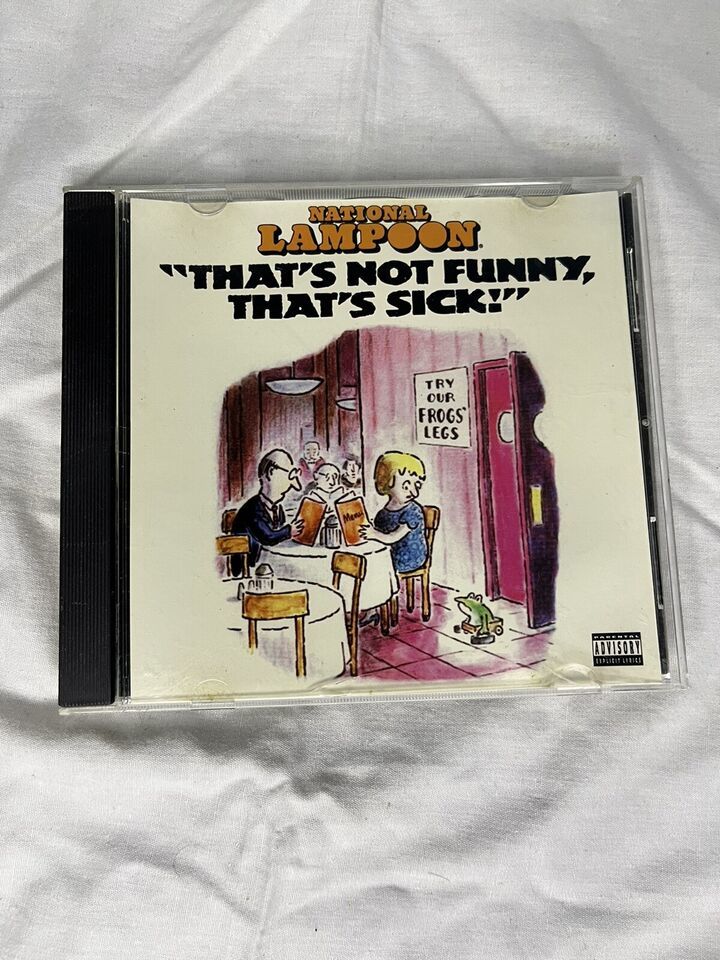 NATIONAL
LAMPOON
"THAT'S NOT FUNNY,
THAT'S SICK!"
TRY
OUR
FROGS'
LEGS
Menu
PARENTAL
ADVISORY
EXPLICIT LYRICS